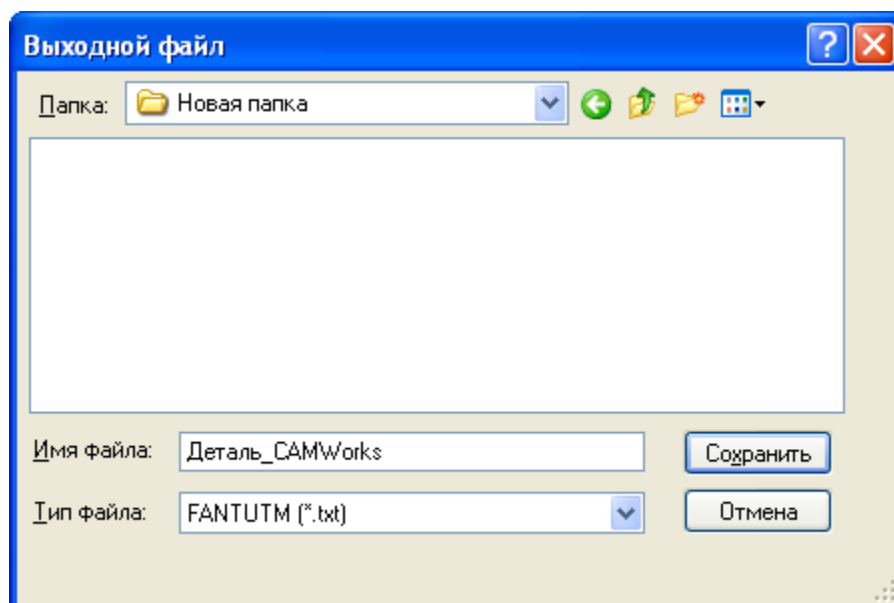 Выходной файл
Папка: Новая папка
Имя файла: Деталь_CAMWorks Сохранить
Тип файла: FANTUTM (*.txt) Отмена